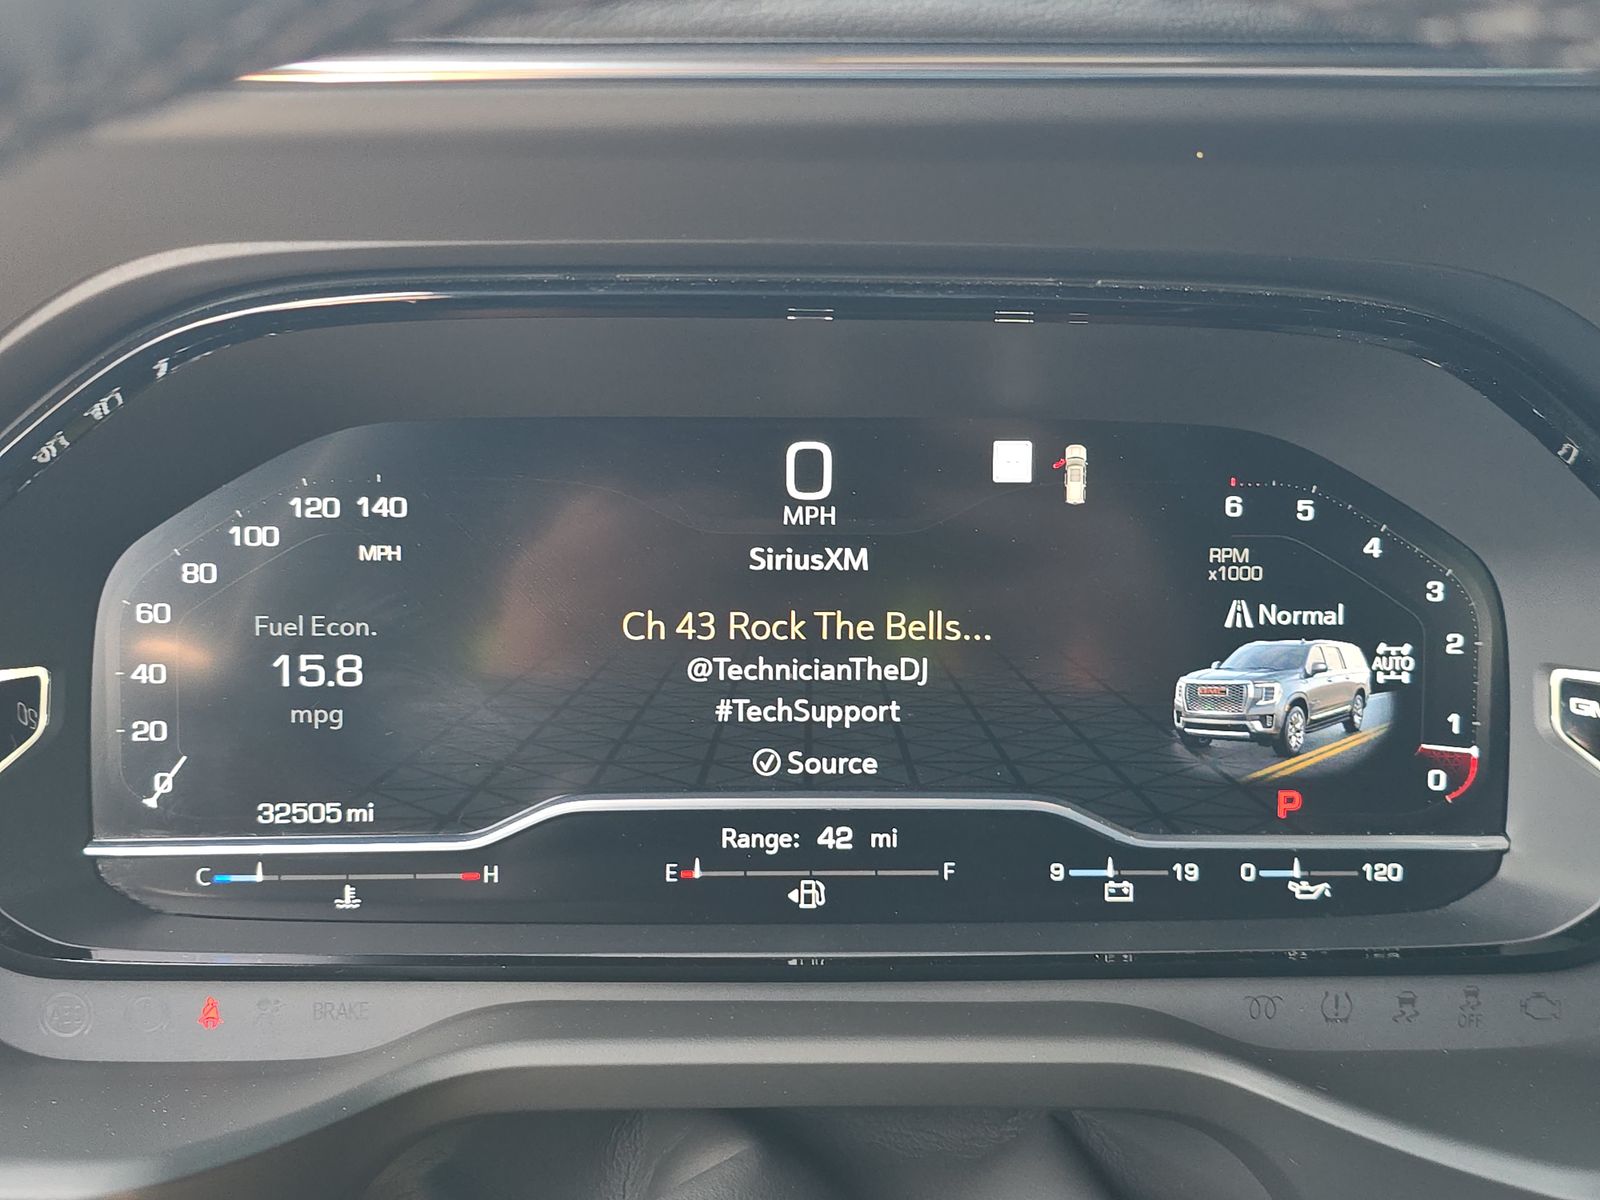 0
MPH
SiriusXM
Ch 43 Rock The Bells...
@TechnicianTheDJ
#TechSupport
Source
120 140
100
MPH
80
60
40
20
0
Fuel Econ.
15.8
mpg
32505 mi
6 5
4
3
2
1
0
RPM
x1000
Normal
AUTO
GMC
P
Range: 42 mi
C H
E F
9 19
0 120
ABS
BRAKE
OFF